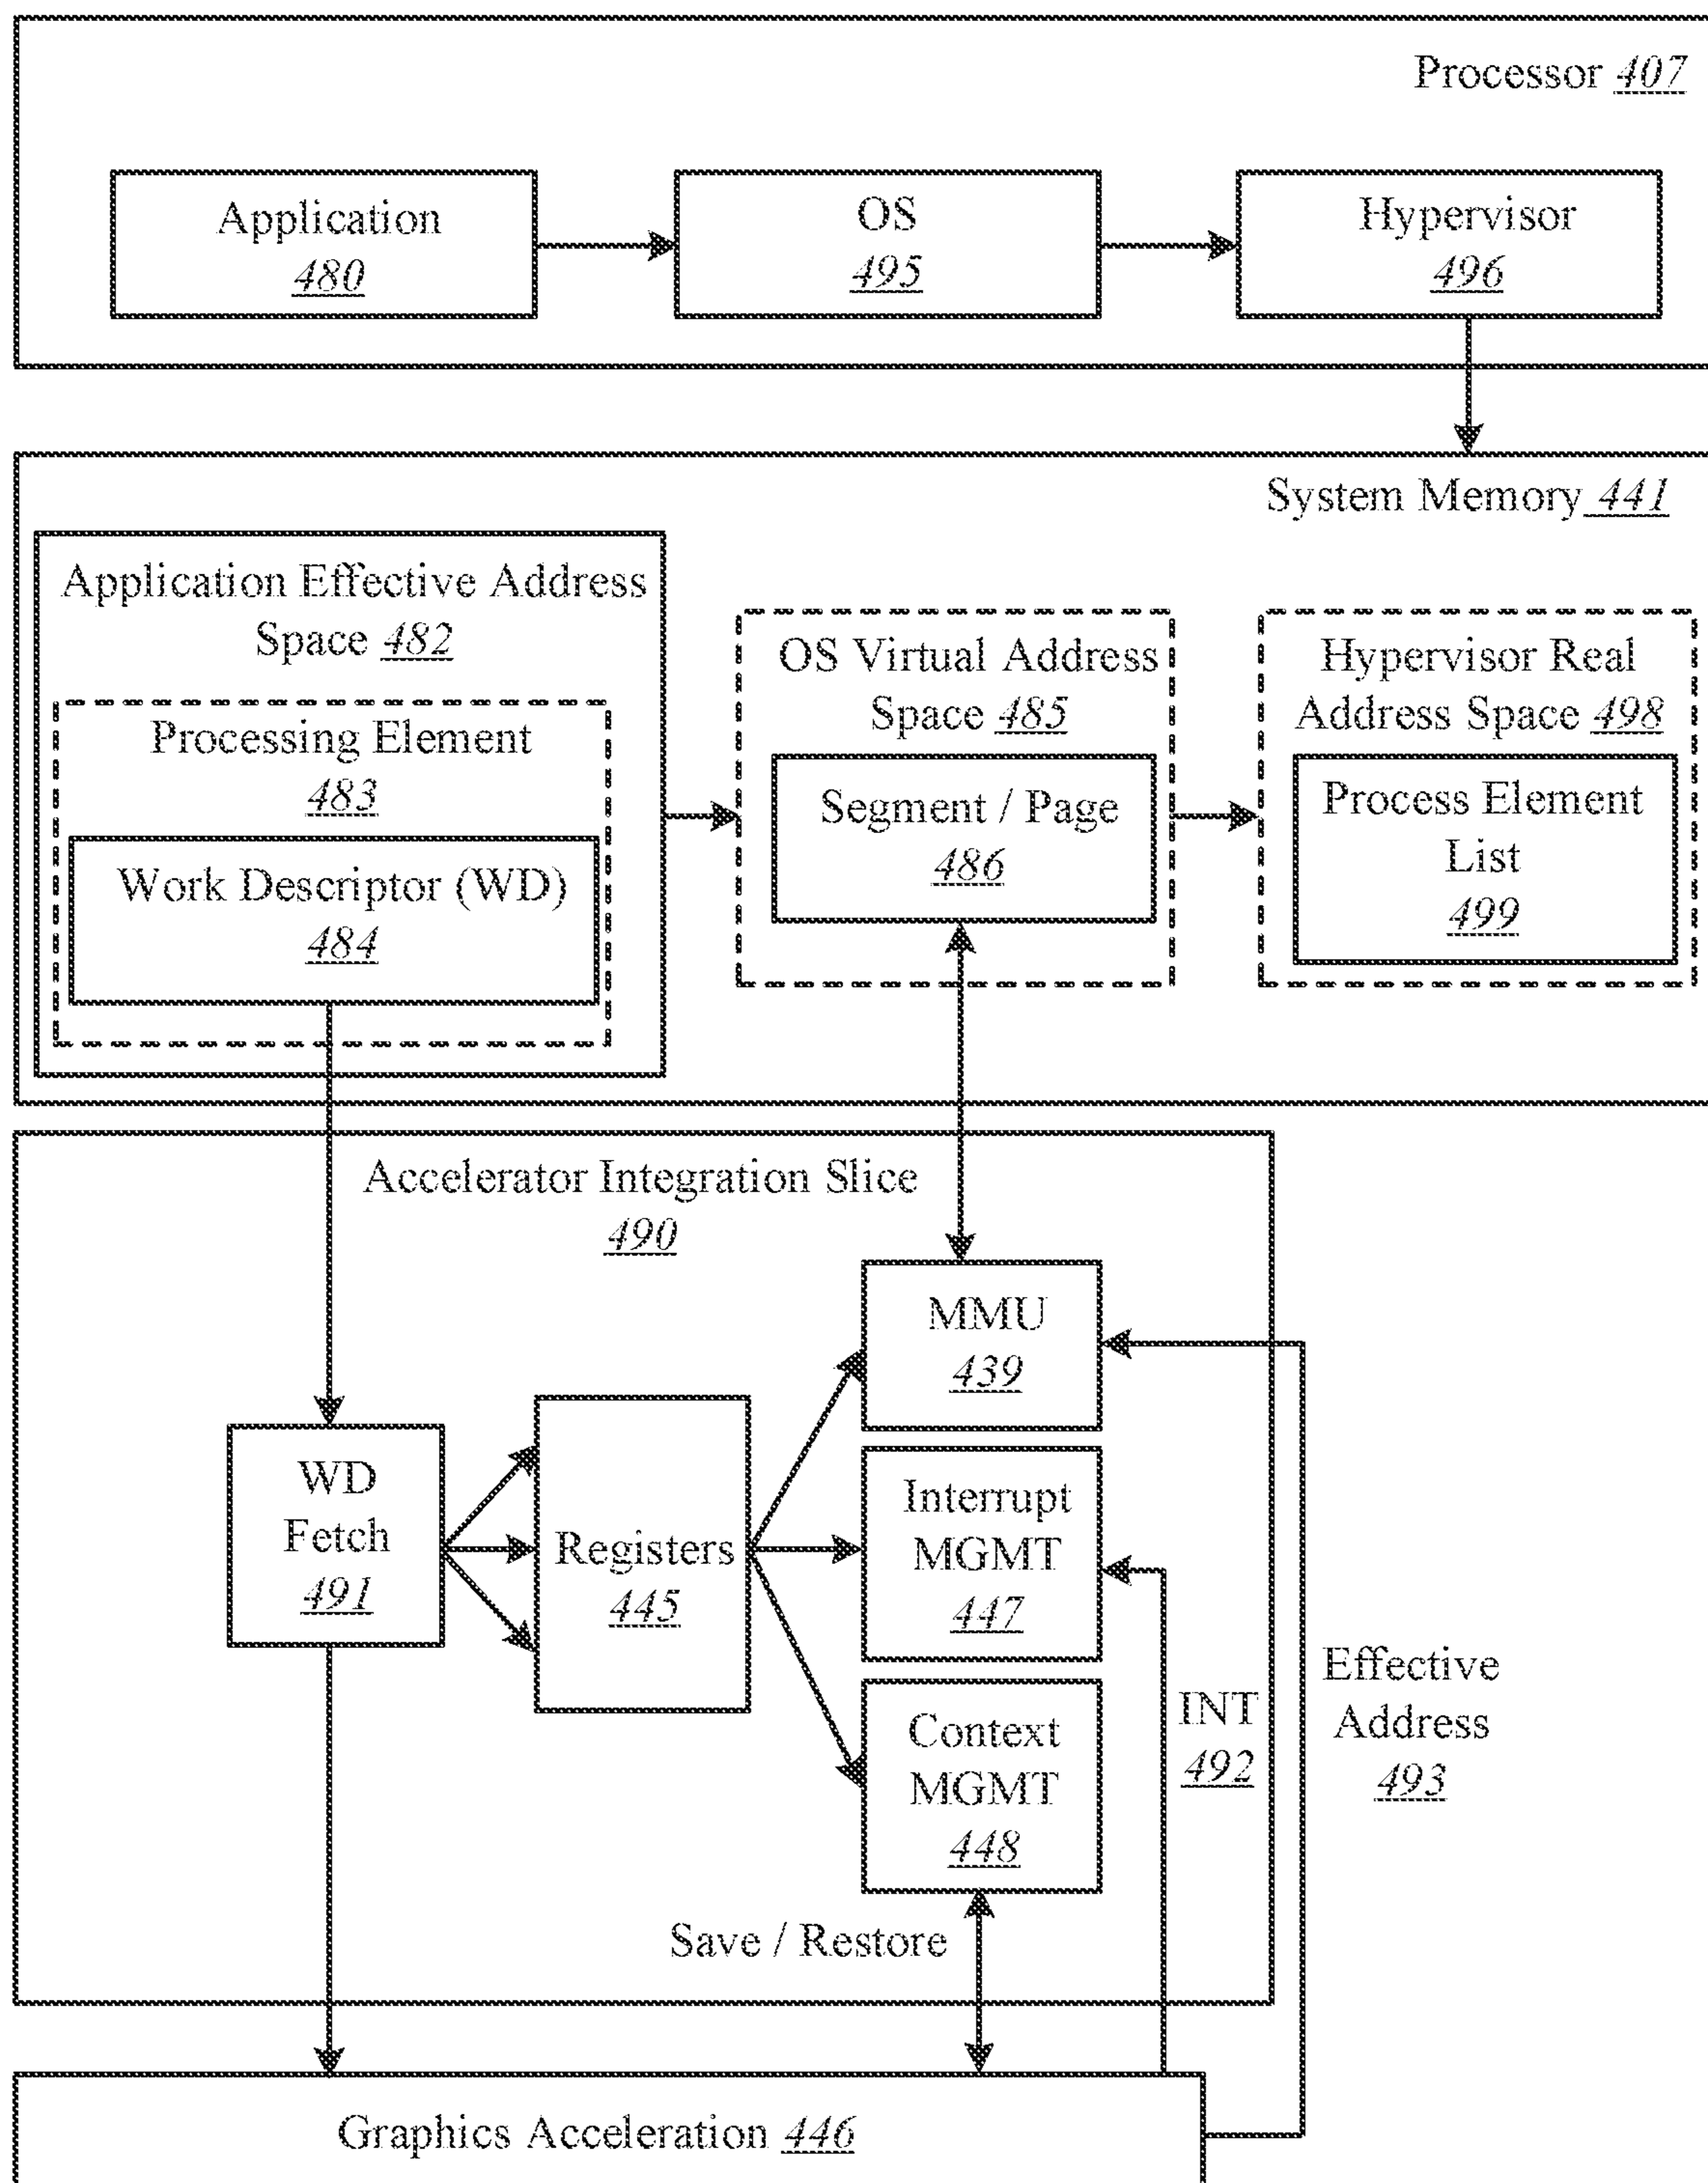 Processor 407
Application
480
OS
495
Hypervisor
496
System Memory 441
Application Effective Address
Space 482
Processing Element
483
Work Descriptor (WD)
484
OS Virtual Address
Space 485
Segment / Page
486
Hypervisor Real
Address Space 498
Process Element
List
499
Accelerator Integration Slice
490
MMU
439
WD
Fetch
491
Registers
445
Interrupt
MGMT
447
Context
MGMT
448
INT
492
Effective
Address
493
Save / Restore
Graphics Acceleration 446